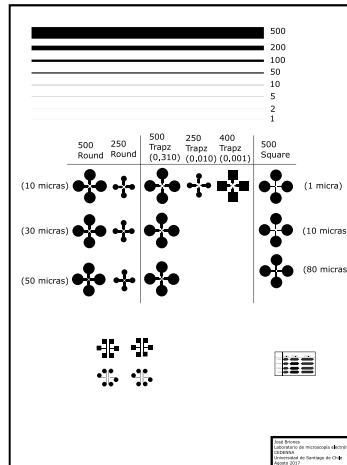 500
200
100
50
10
5
2
1
500 Round
250 Round
500 Trapz (0.310)
250 Trapz (0.010)
400 Trapz (0.001)
500 Square
(10 micras)
(1 micra)
(30 micras)
(10 micras
(50 micras)
(80 micras
José Briones
Laboratorio de microscopía electrón
CEDENNA
Universidad de Santiago de Chile
Agosto 2017